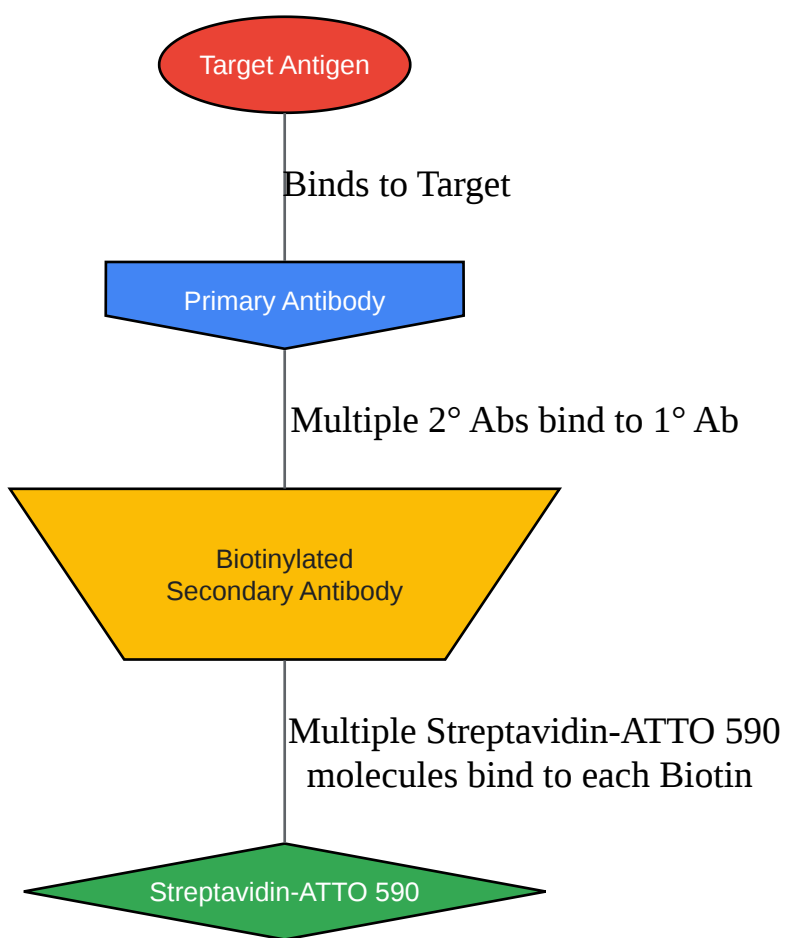 Target Antigen
Binds to Target
Primary Antibody
Multiple 2° Abs bind to 1° Ab
Biotinylated
Secondary Antibody
Multiple Streptavidin-ATTO 590
molecules bind to each Biotin
Streptavidin-ATTO 590